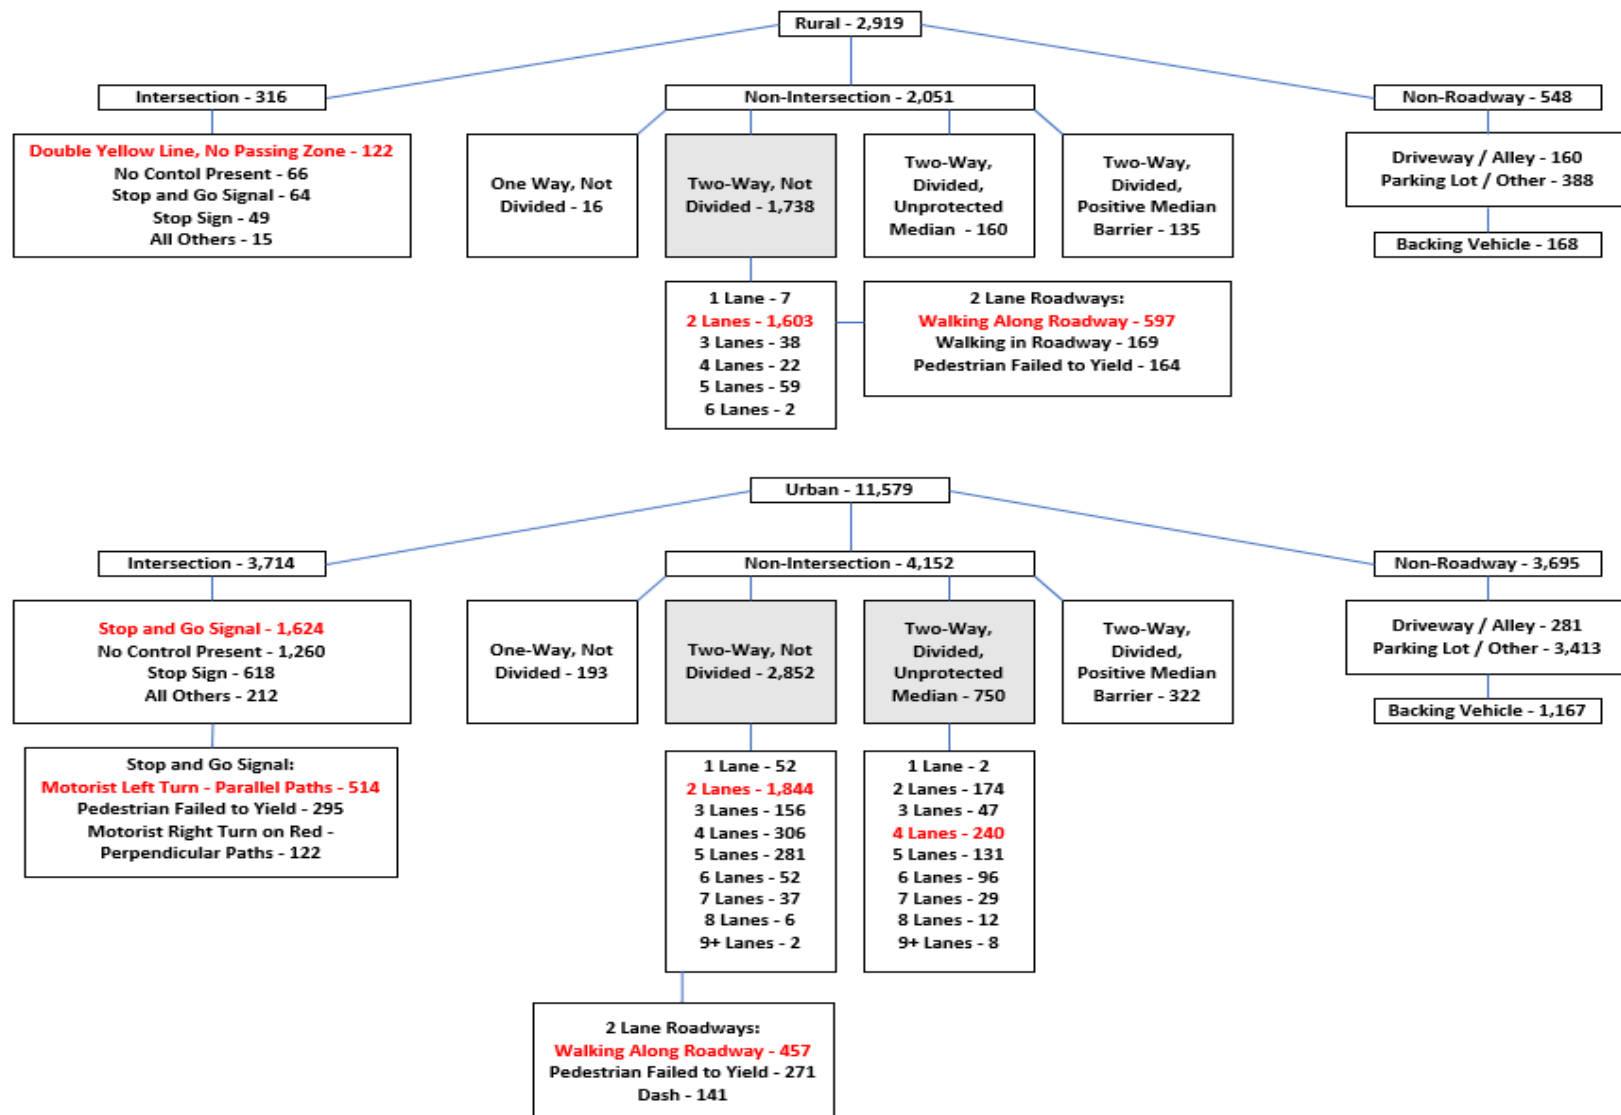 Rural - 2,919
Intersection - 316
Non-Intersection - 2,051
Non-Roadway - 548
Double Yellow Line, No Passing Zone - 122
No Contol Present - 66
Stop and Go Signal - 64
Stop Sign - 49
All Others - 15
One Way, Not
Divided - 16
Two-Way, Not
Divided - 1,738
Two-Way,
Divided,
Unprotected
Median - 160
Two-Way,
Divided,
Positive Median
Barrier - 135
Driveway / Alley - 160
Parking Lot / Other - 388
Backing Vehicle - 168
1 Lane - 7
2 Lanes - 1,603
3 Lanes - 38
4 Lanes - 22
5 Lanes - 59
6 Lanes - 2
2 Lane Roadways:
Walking Along Roadway - 597
Walking in Roadway - 169
Pedestrian Failed to Yield - 164
Urban - 11,579
Intersection - 3,714
Non-Intersection - 4,152
Non-Roadway - 3,695
Stop and Go Signal - 1,624
No Control Present - 1,260
Stop Sign - 618
All Others - 212
One-Way, Not
Divided - 193
Two-Way, Not
Divided - 2,852
Two-Way,
Divided,
Unprotected
Median - 750
Two-Way,
Divided,
Positive Median
Barrier - 322
Driveway / Alley - 281
Parking Lot / Other - 3,413
Backing Vehicle - 1,167
Stop and Go Signal:
Motorist Left Turn - Parallel Paths - 514
Pedestrian Failed to Yield - 295
Motorist Right Turn on Red -
Perpendicular Paths - 122
1 Lane - 52
2 Lanes - 1,844
3 Lanes - 156
4 Lanes - 306
5 Lanes - 281
6 Lanes - 52
7 Lanes - 37
8 Lanes - 6
9+ Lanes - 2
1 Lane - 2
2 Lanes - 174
3 Lanes - 47
4 Lanes - 240
5 Lanes - 131
6 Lanes - 96
7 Lanes - 29
8 Lanes - 12
9+ Lanes - 8
2 Lane Roadways:
Walking Along Roadway - 457
Pedestrian Failed to Yield - 271
Dash - 141